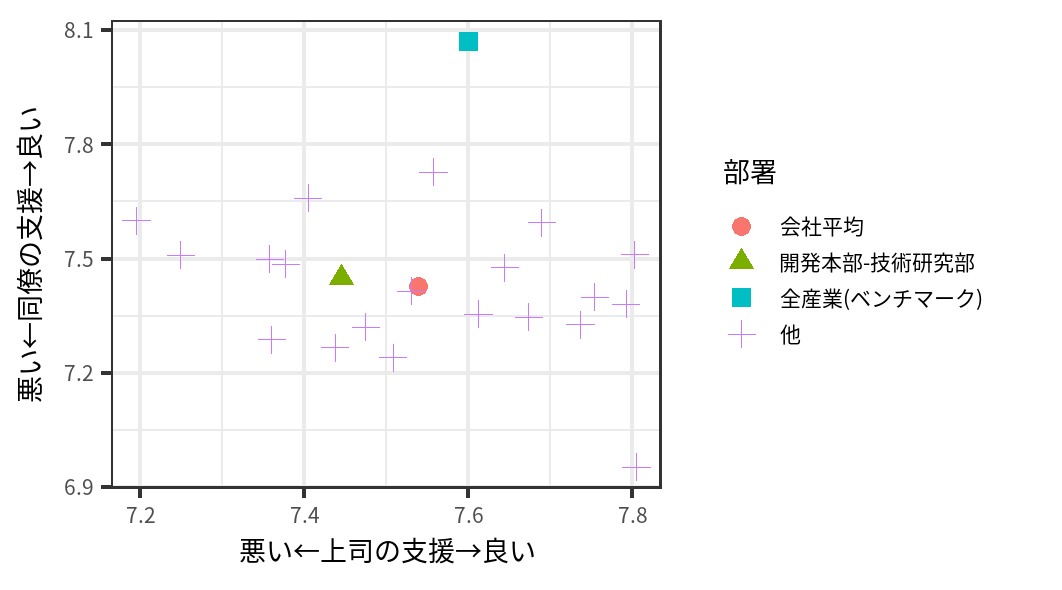 8.1
7.8
7.5
7.2
6.9
悪い←同僚の支援→良い
7.2
7.4
7.6
7.8
悪い←上司の支援→良い
部署
会社平均
開発本部-技術研究部
全産業(ベンチマーク)
他